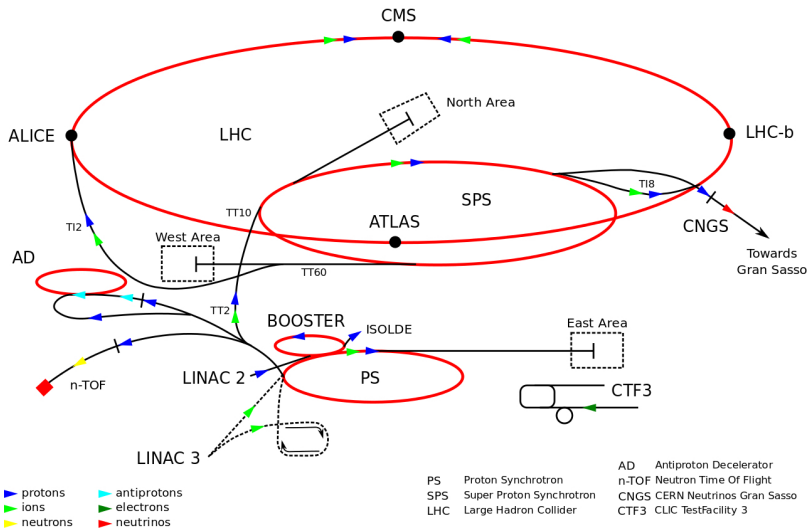 CMS
North Area
ALICE
LHC
LHC-b
SPS
TI8
TT10
TI2
ATLAS
CNGS
West Area
Towards
Gran Sasso
AD
TT60
TT2
BOOSTER
ISOLDE
East Area
LINAC 2
PS
n-TOF
CTF3
LINAC 3
protons
ions
neutrons
antiprotons
electrons
neutrinos
PS Proton Synchrotron
SPS Super Proton Synchrotron
LHC Large Hadron Collider
AD Antiproton Decelerator
n-TOF Neutron Time Of Flight
CNGS CERN Neutrinos Gran Sasso
CTF3 CLIC TestFacility 3